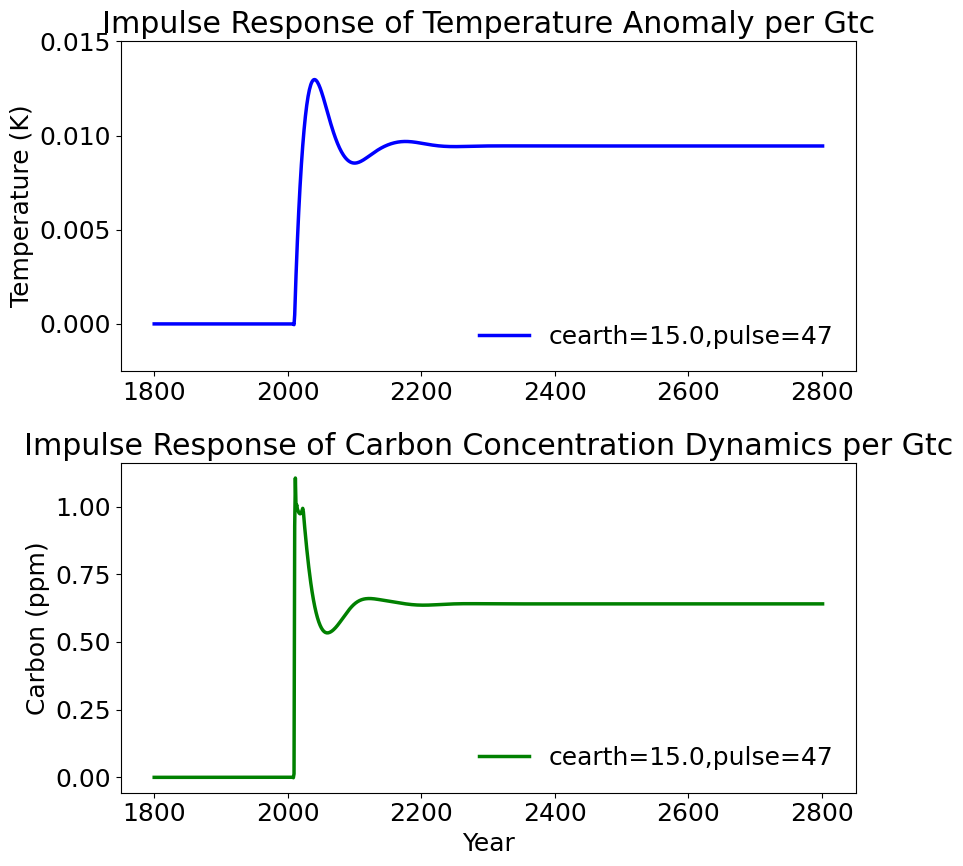 Impulse Response of Temperature Anomaly per Gtc
0.015
0.010
0.005
0.000
Temperature (K)
cearth=15.0,pulse=47
1800 2000 2200 2400 2600 2800
Impulse Response of Carbon Concentration Dynamics per Gtc
1.00
0.75
0.50
0.25
0.00
Carbon (ppm)
cearth=15.0,pulse=47
1800 2000 2200 2400 2600 2800
Year